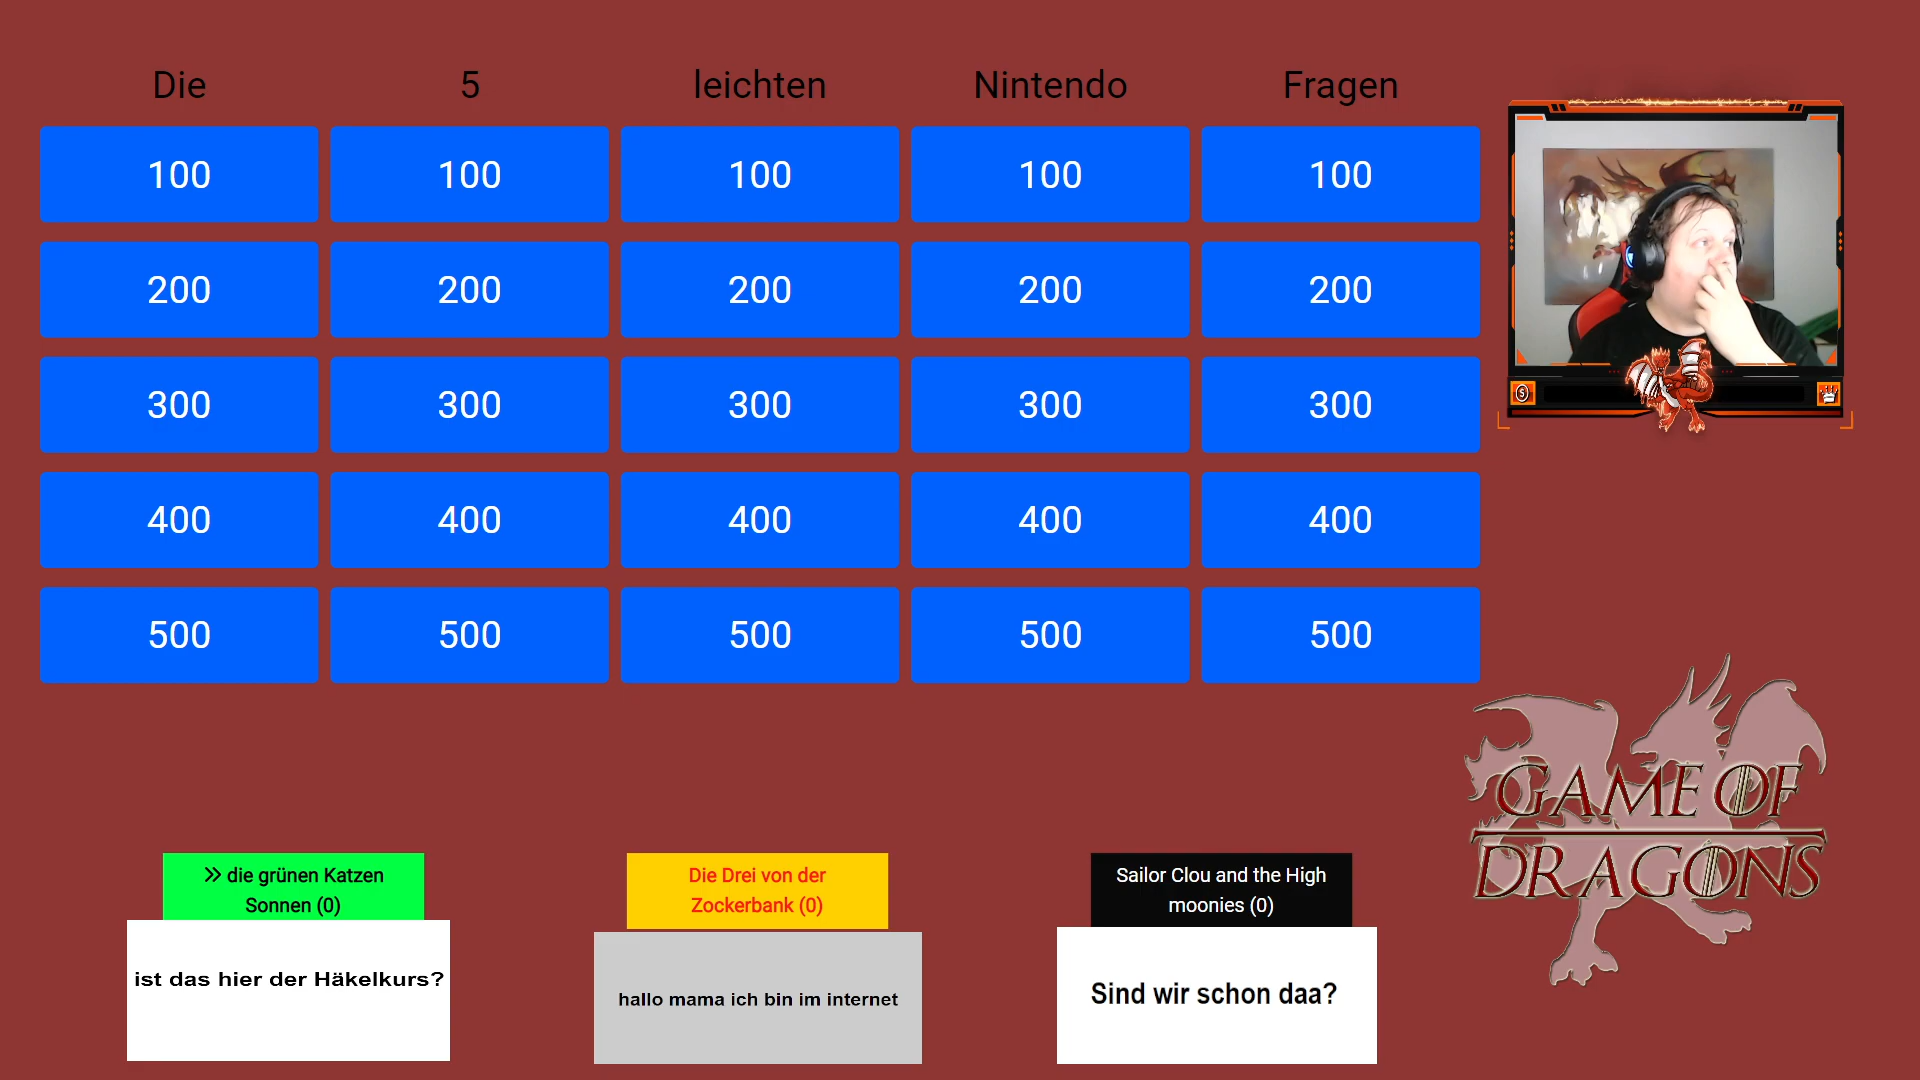 Die 5 leichten Nintendo Fragen
100 100 100 100 100
200 200 200 200 200
300 300 300 300 300
400 400 400 400 400
500 500 500 500 500
GAME OF
DRAGONS
» die grünen Katzen
Sonnen (0)
Die Drei von der
Zockerbank (0)
Sailor Clou and the High
moonies (0)
ist das hier der Häkelkurs?
hallo mama ich bin im internet
Sind wir schon daa?